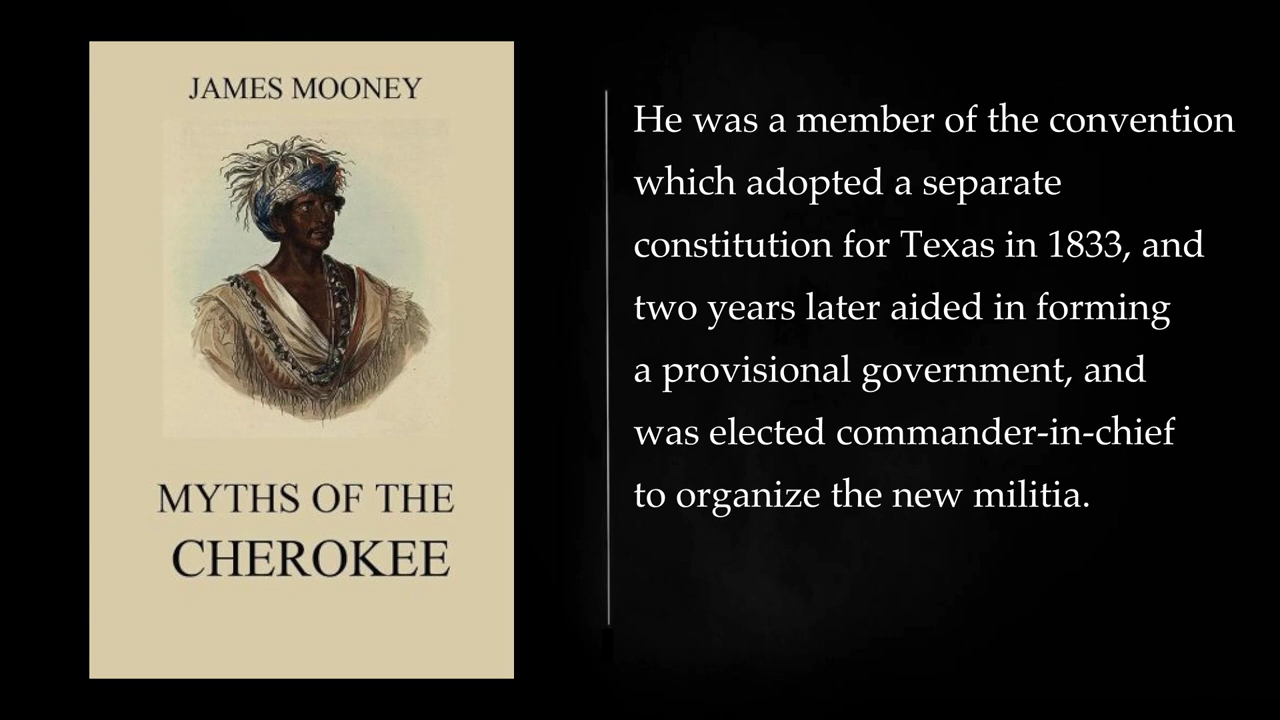 JAMES MOONEY
MYTHS OF THE
CHEROKEE
He was a member of the convention
which adopted a separate
constitution for Texas in 1833, and
two years later aided in forming
a provisional government, and
was elected commander-in-chief
to organize the new militia.